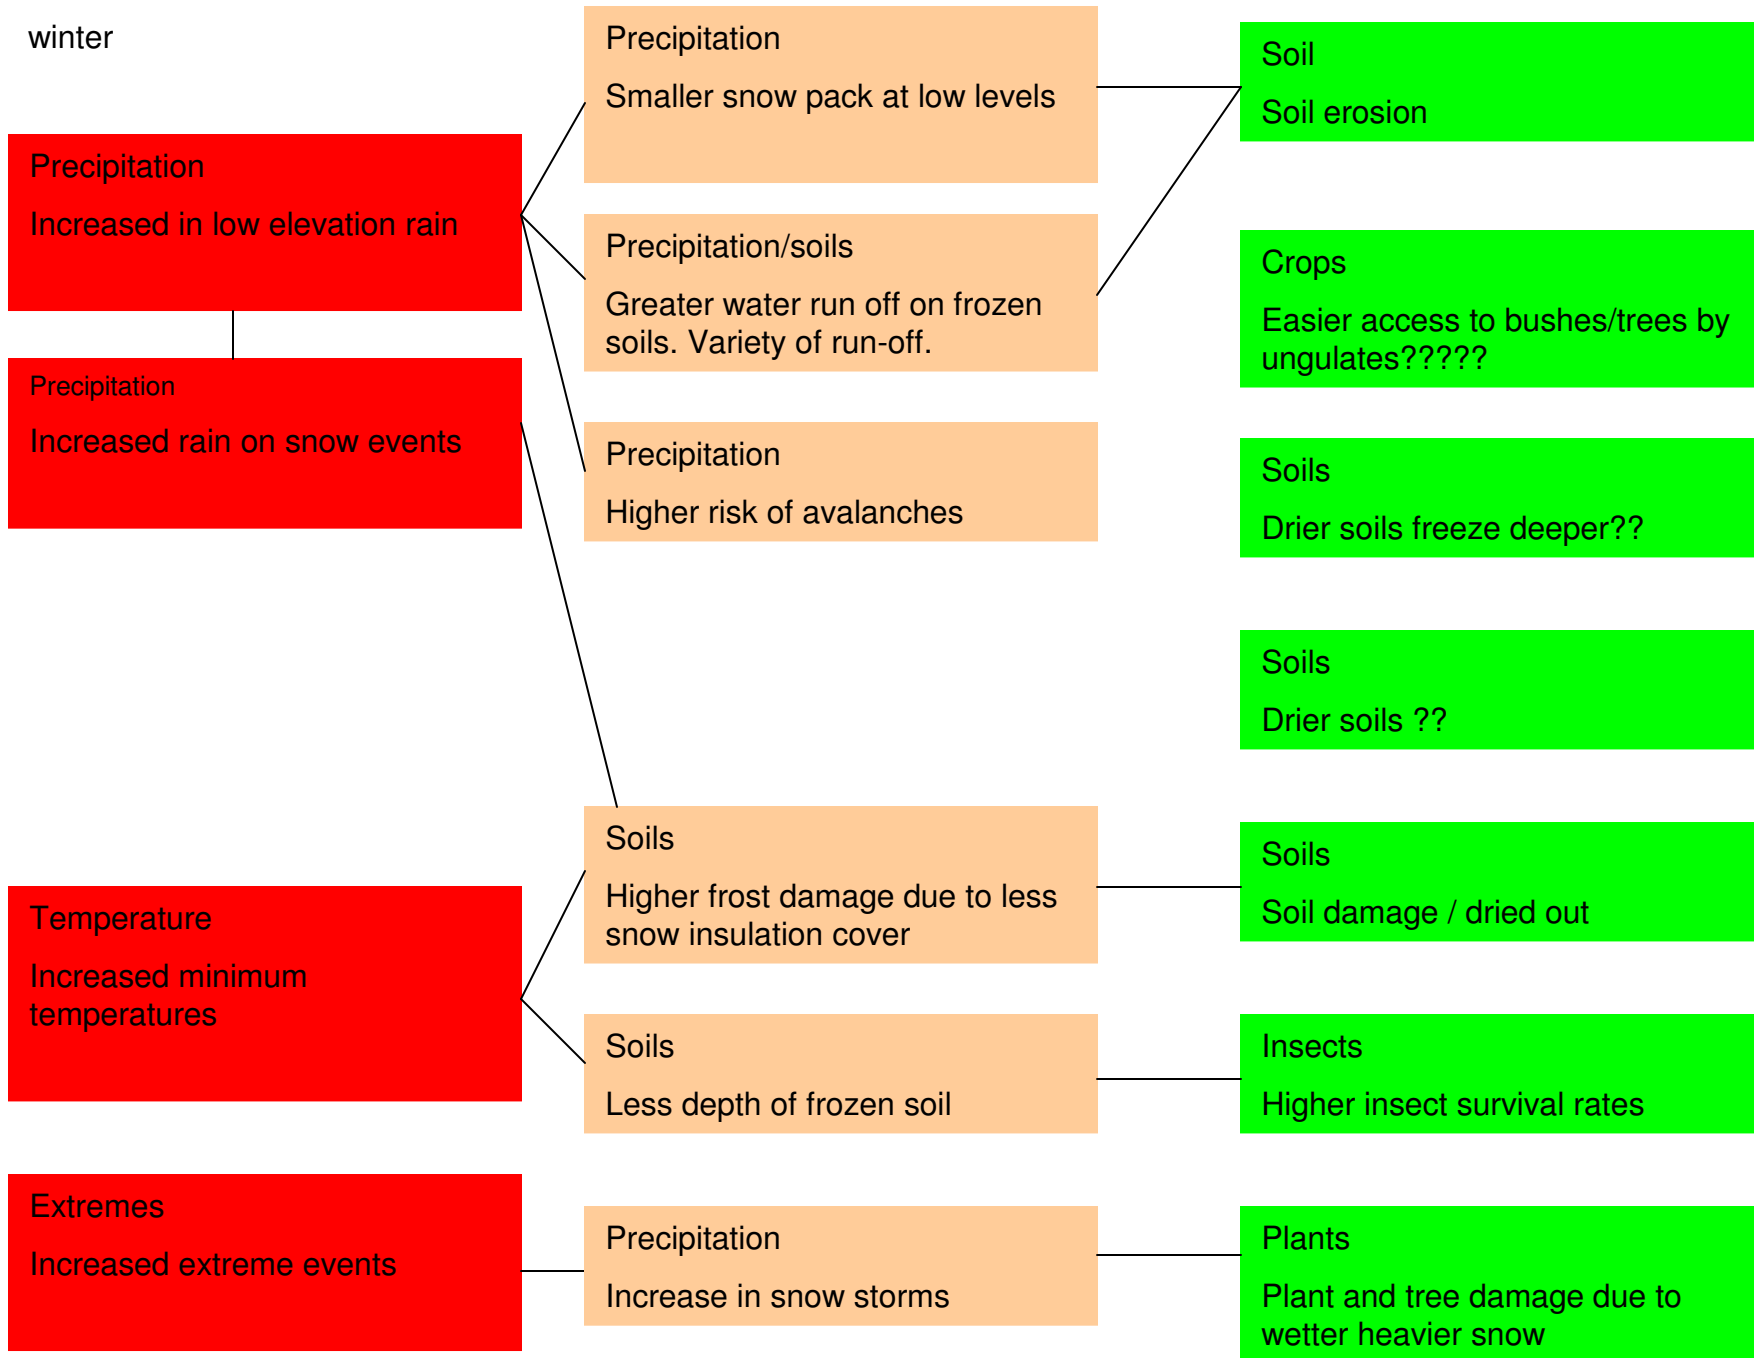 winter
Precipitation
Increased in low elevation rain
Precipitation
Increased rain on snow events
Temperature
Increased minimum
temperatures
Extremes
Increased extreme events
Precipitation
Smaller snow pack at low levels
Precipitation/soils
Greater water run off on frozen
soils. Variety of run-off.
Precipitation
Higher risk of avalanches
Soils
Higher frost damage due to less
snow insulation cover
Soils
Less depth of frozen soil
Precipitation
Increase in snow storms
Soil
Soil erosion
Crops
Easier access to bushes/trees by
ungulates?????
Soils
Drier soils freeze deeper??
Soils
Drier soils ??
Soils
Soil damage / dried out
Insects
Higher insect survival rates
Plants
Plant and tree damage due to
wetter heavier snow